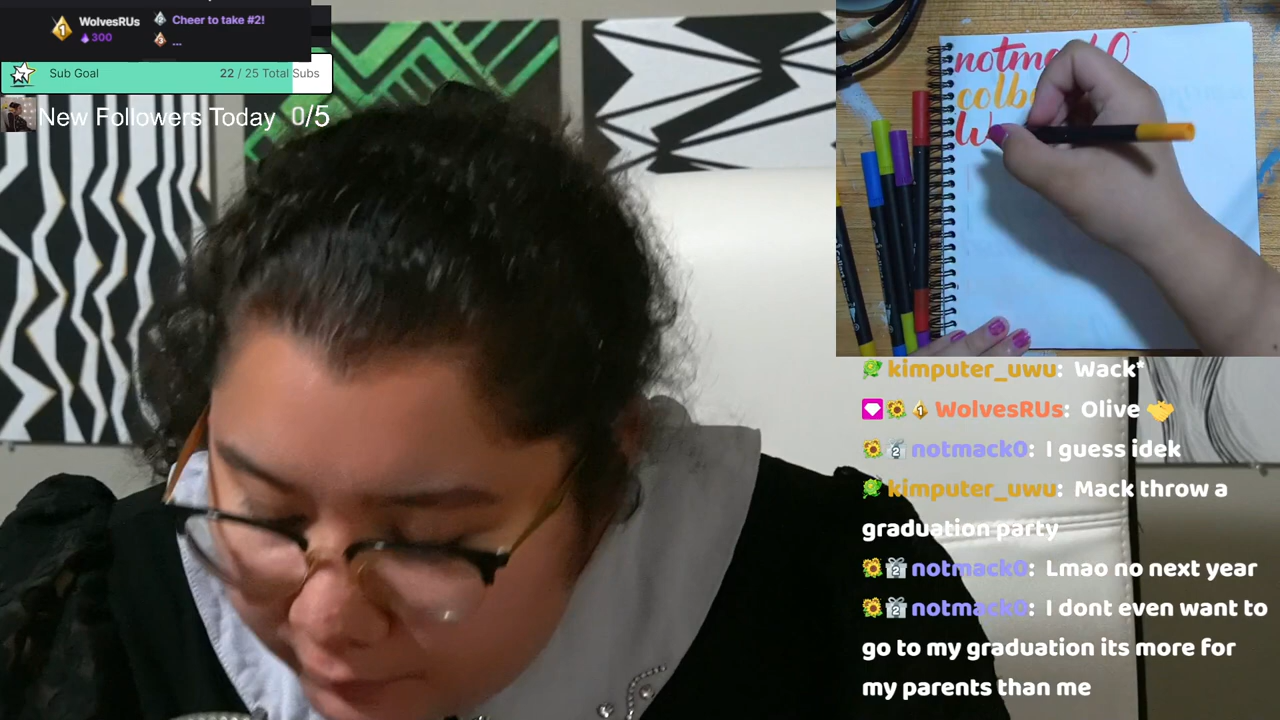 WolvesRUs
300
Cheer to take #2!
...
Sub Goal
22 / 25 Total Subs
New Followers Today 0/5
kimputer_uwu: Wack*
WolvesRUs: Olive
notmack0: I guess idek
kimputer_uwu: Mack throw a
graduation party
notmack0: Lmao no next year
notmack0: I dont even want to
go to my graduation its more for
my parents than me